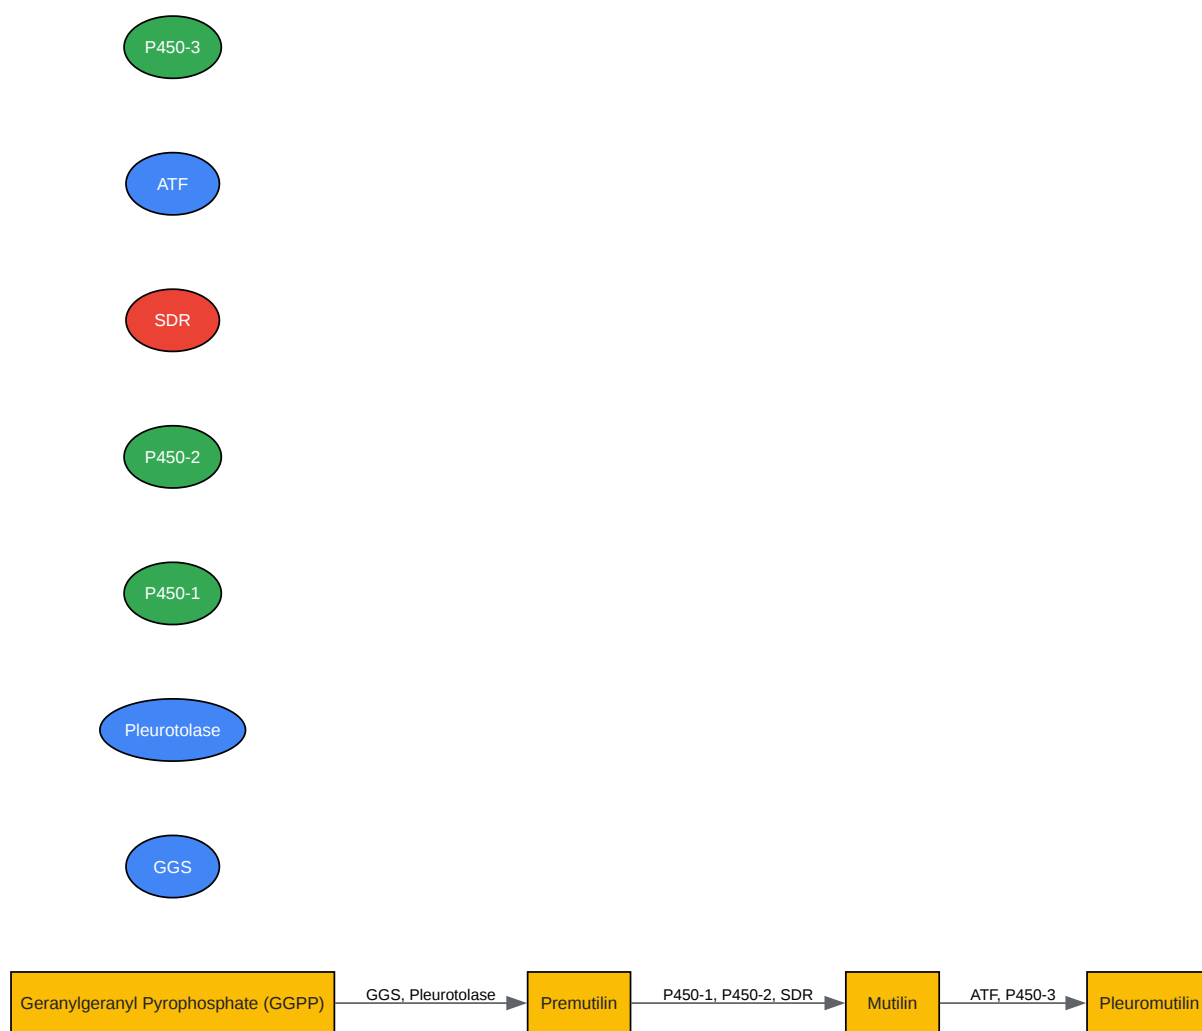 P450-3
ATF
SDR
P450-2
P450-1
Pleurotolase
GGS
Geranylgeranyl Pyrophosphate (GGPP)
GGS, Pleurotolase
Premutilin
P450-1, P450-2, SDR
Mutilin
ATF, P450-3
Pleuromutilin